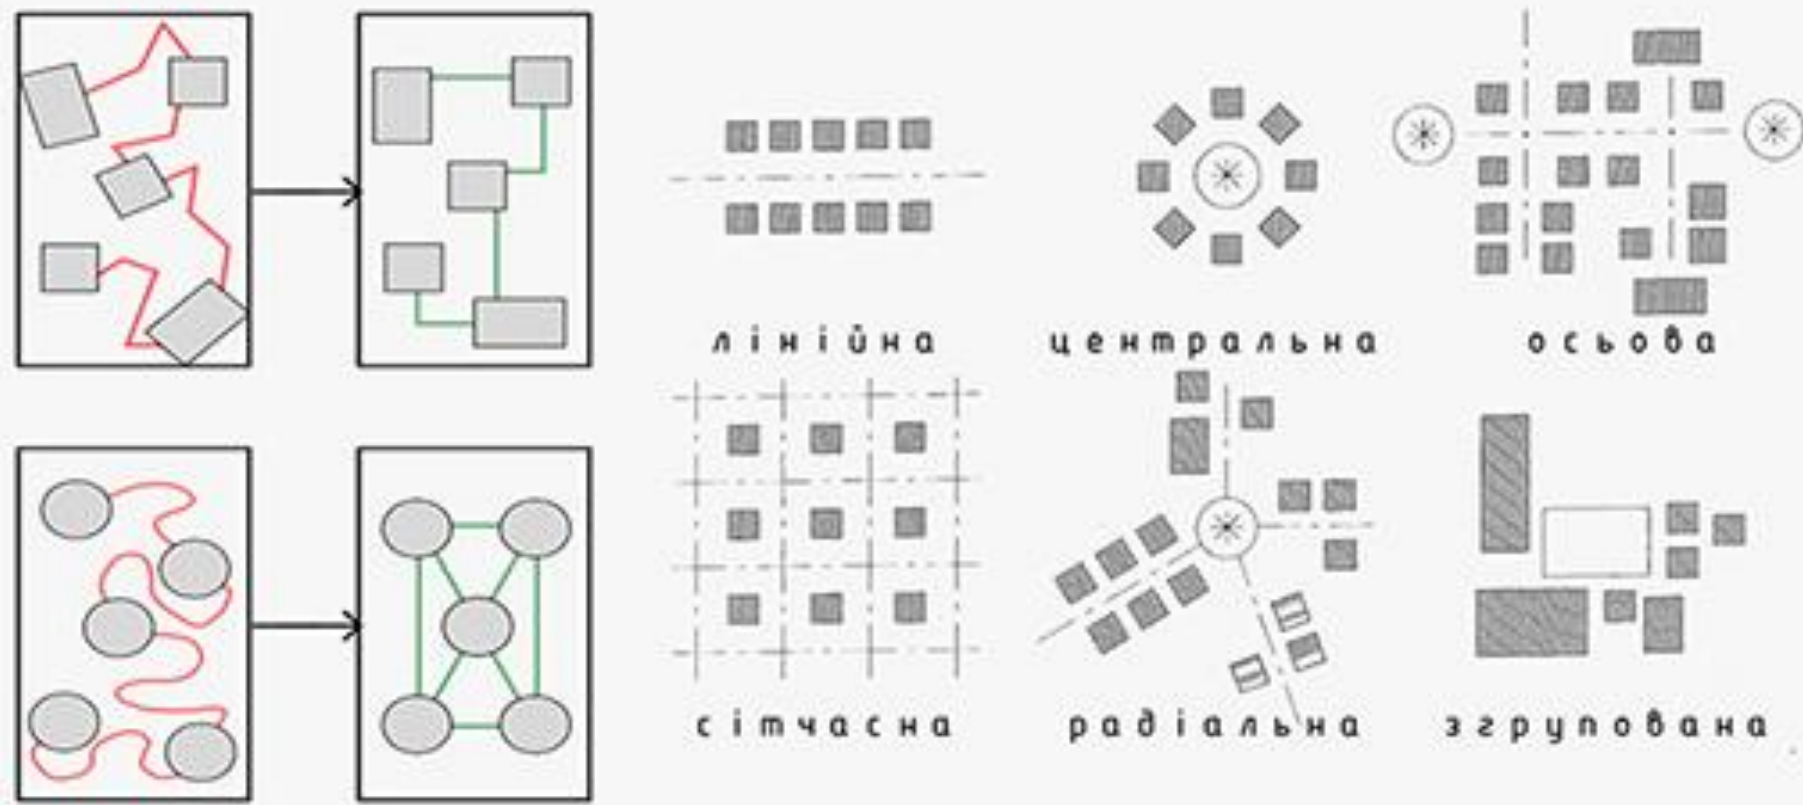 лінійна
центральна
осьова
сітчасна
радіальна
згрупована